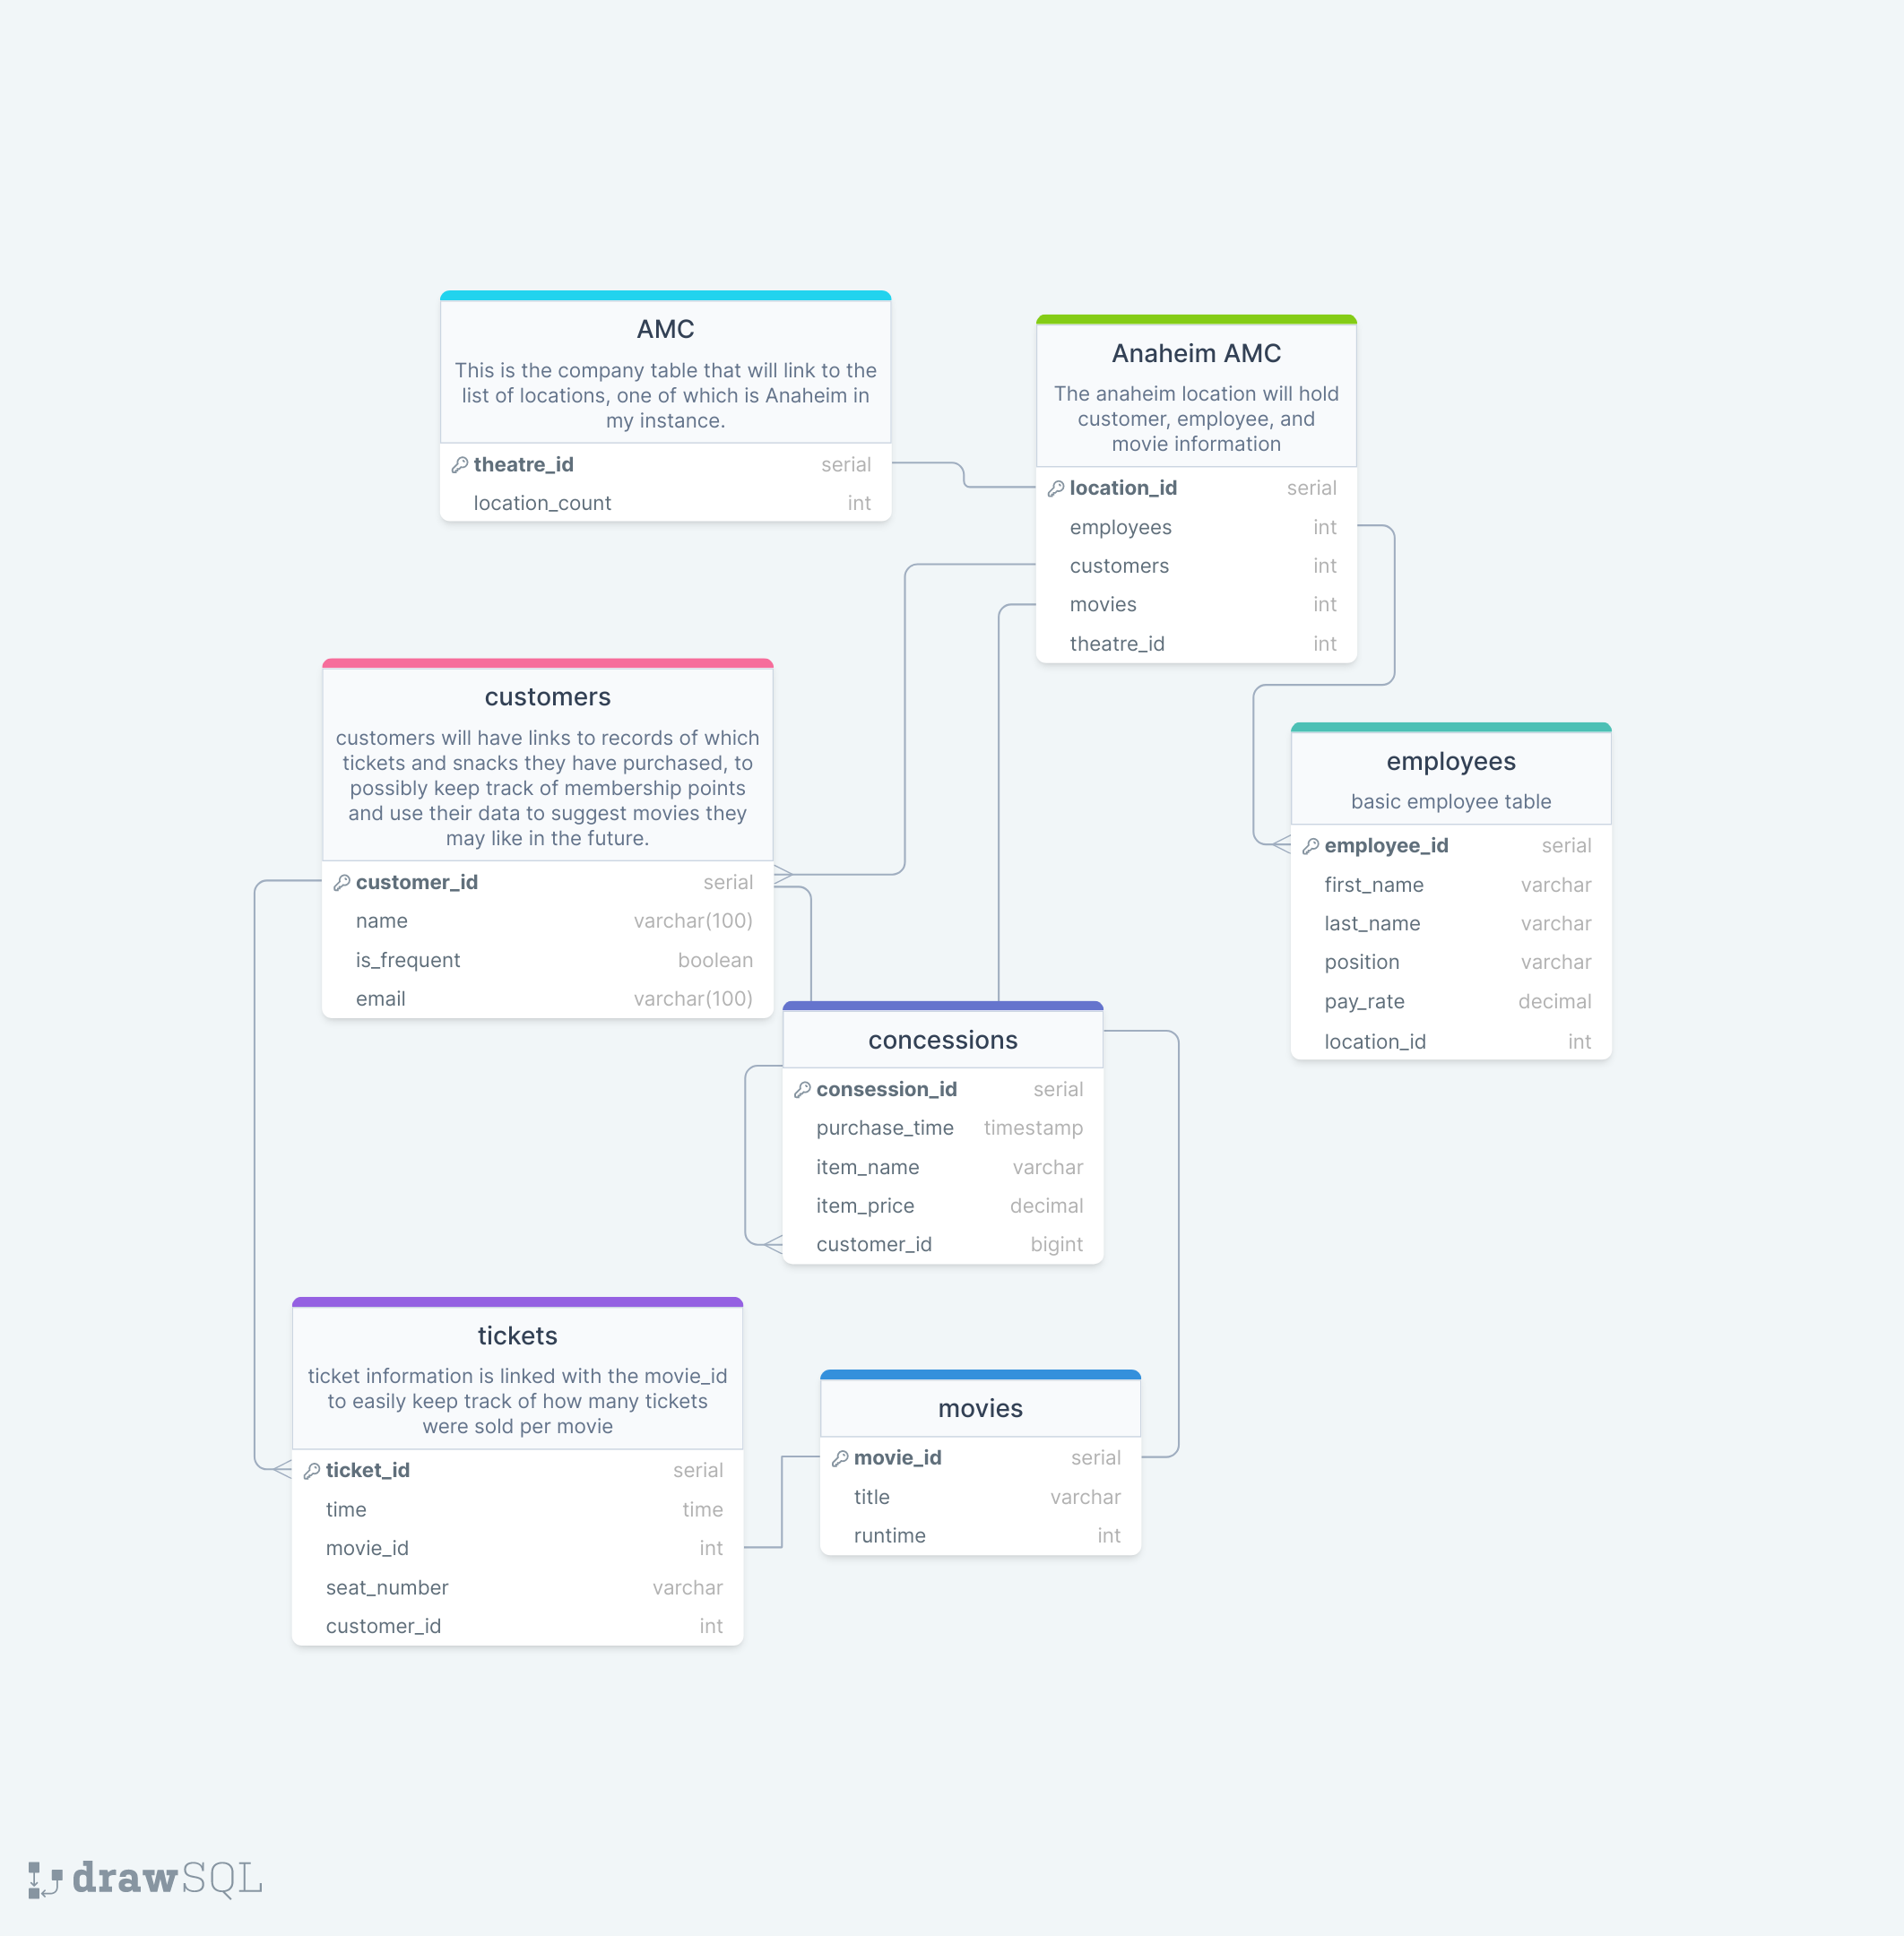 AMC
This is the company table that will link to the
list of locations, one of which is Anaheim in
my instance.
theatre_id serial
location_count int
Anaheim AMC
The anaheim location will hold
customer, employee, and
movie information
location_id serial
employees int
customers int
movies int
theatre_id int
customers
customers will have links to records of which
tickets and snacks they have purchased, to
possibly keep track of membership points
and use their data to suggest movies they
may like in the future.
customer_id serial
name varchar(100)
is_frequent boolean
email varchar(100)
employees
basic employee table
employee_id serial
first_name varchar
last_name varchar
position varchar
pay_rate decimal
location_id int
concessions
consession_id serial
purchase_time timestamp
item_name varchar
item_price decimal
customer_id bigint
tickets
ticket information is linked with the movie_id
to easily keep track of how many tickets
were sold per movie
ticket_id serial
time time
movie_id int
seat_number varchar
customer_id int
movies
movie_id serial
title varchar
runtime int
drawSQL